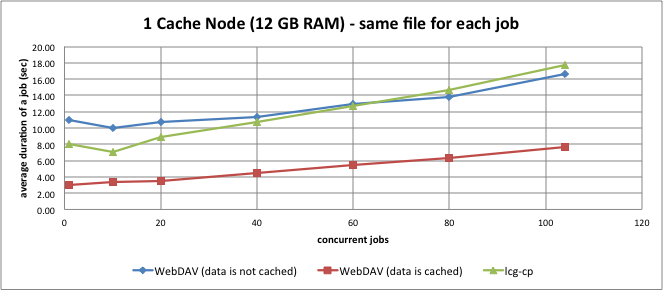 1 Cache Node (12 GB RAM) - same file for each job
average duration of a job (sec)
20.00
18.00
16.00
14.00
12.00
10.00
8.00
6.00
4.00
2.00
0.00
0 20 40 60 80 100 120
concurrent jobs
WebDAV (data is not cached) WebDAV (data is cached) lcg-cp